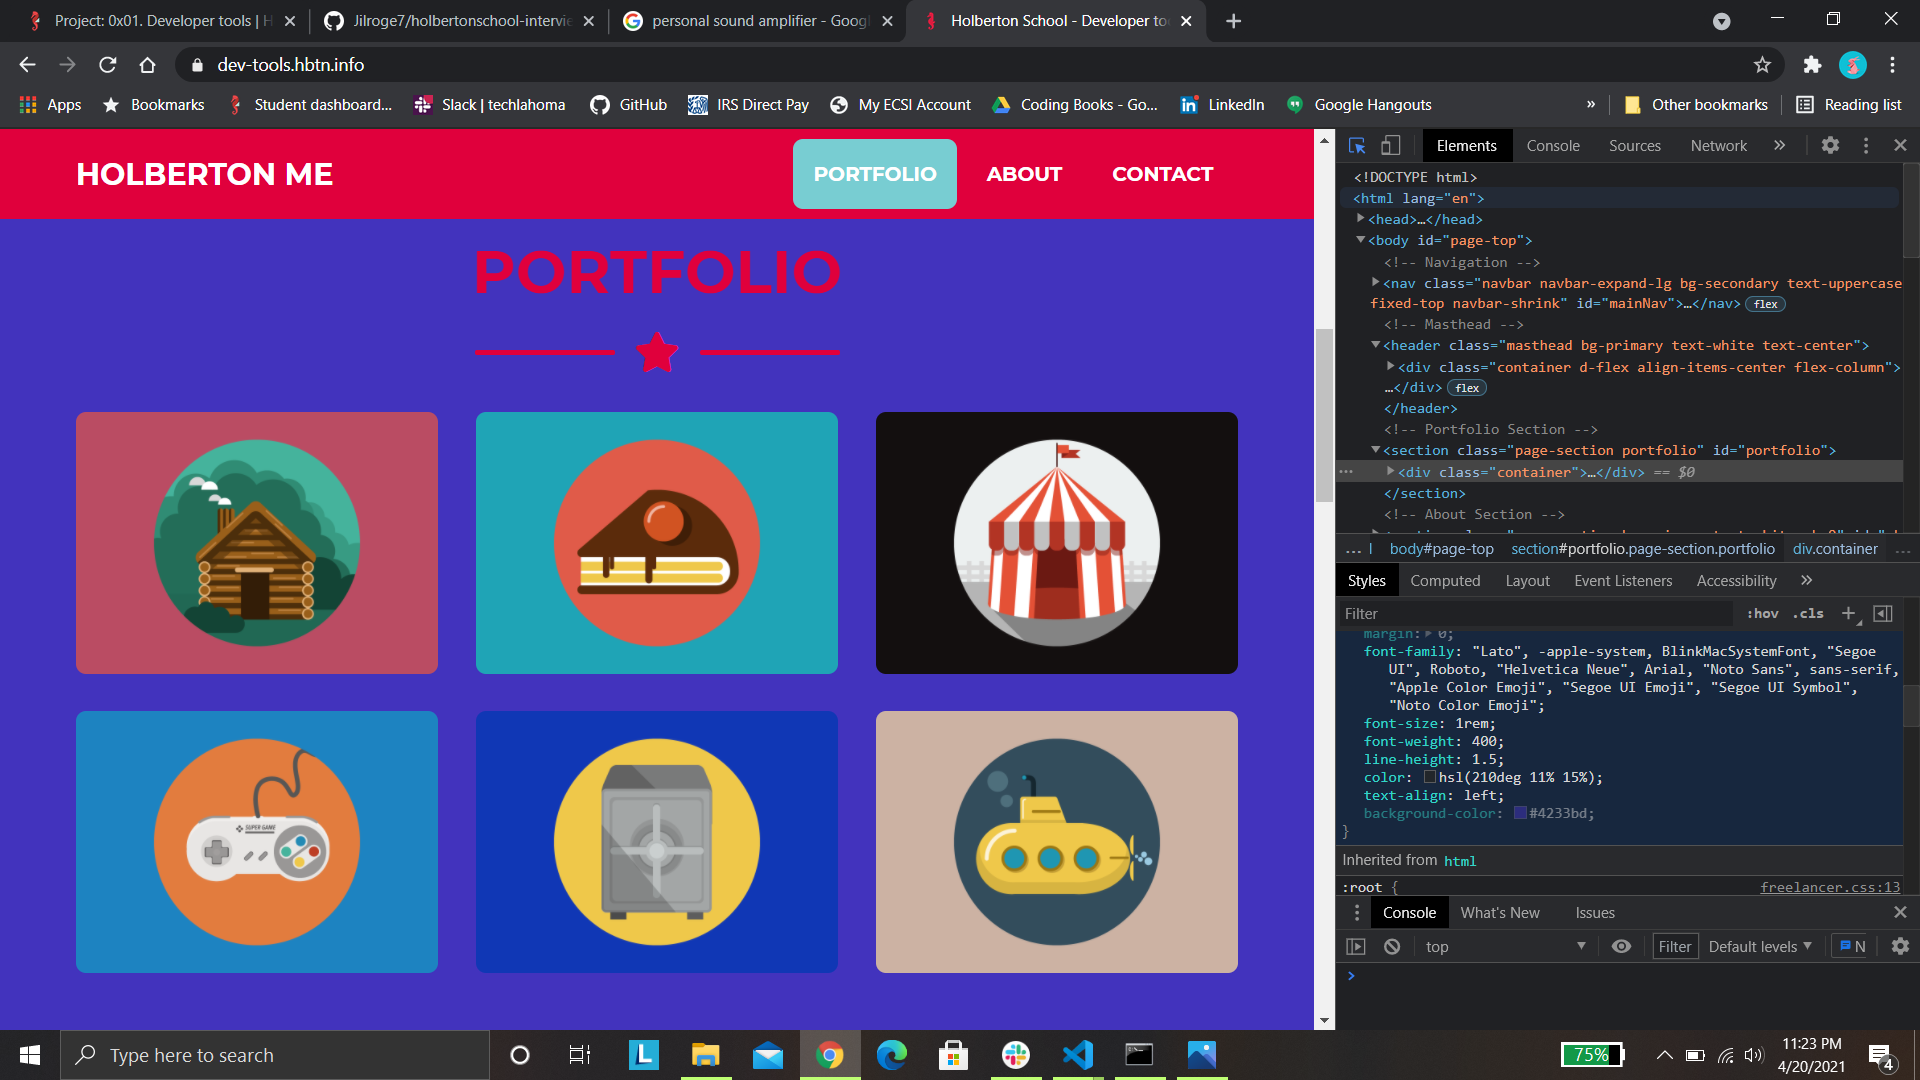 Project: 0x01. Developer tools | H
Jilroge7/holbertonschool-intervie
personal sound amplifier - Googl
Holberton School - Developer too
dev-tools.hbtn.info
Apps
Bookmarks
Student dashboard...
Slack | techlahoma
GitHub
IRS Direct Pay
My ECSI Account
Coding Books - Go...
LinkedIn
Google Hangouts
»
Other bookmarks
Reading list
HOLBERTON ME
PORTFOLIO
ABOUT
CONTACT
PORTFOLIO
SUPER GAME
Elements
Console
Sources
Network
»
<!DOCTYPE html>
<html lang="en">
<head>…</head>
<body id="page-top">
<!-- Navigation -->
<nav class="navbar navbar-expand-lg bg-secondary text-uppercase
fixed-top navbar-shrink" id="mainNav">…</nav> flex
<!-- Masthead -->
<header class="masthead bg-primary text-white text-center">
<div class="container d-flex align-items-center flex-column">
…</div> flex
</header>
<!-- Portfolio Section -->
<section class="page-section portfolio" id="portfolio">
<div class="container">…</div> == $0
</section>
<!-- About Section -->
... l body#page-top section#portfolio.page-section.portfolio div.container ...
Styles
Computed
Layout
Event Listeners
Accessibility
»
Filter
:hov .cls +
margin: 0;
font-family: "Lato", -apple-system, BlinkMacSystemFont, "Segoe
UI", Roboto, "Helvetica Neue", Arial, "Noto Sans", sans-serif,
"Apple Color Emoji", "Segoe UI Emoji", "Segoe UI Symbol",
"Noto Color Emoji";
font-size: 1rem;
font-weight: 400;
line-height: 1.5;
color: hsl(210deg 11% 15%);
text-align: left;
background-color: #4233bd;
}
Inherited from html
:root { freelancer.css:13
Console
What's New
Issues
top
Filter
Default levels
N
>
Type here to search
L
75%
11:23 PM
4/20/2021
4